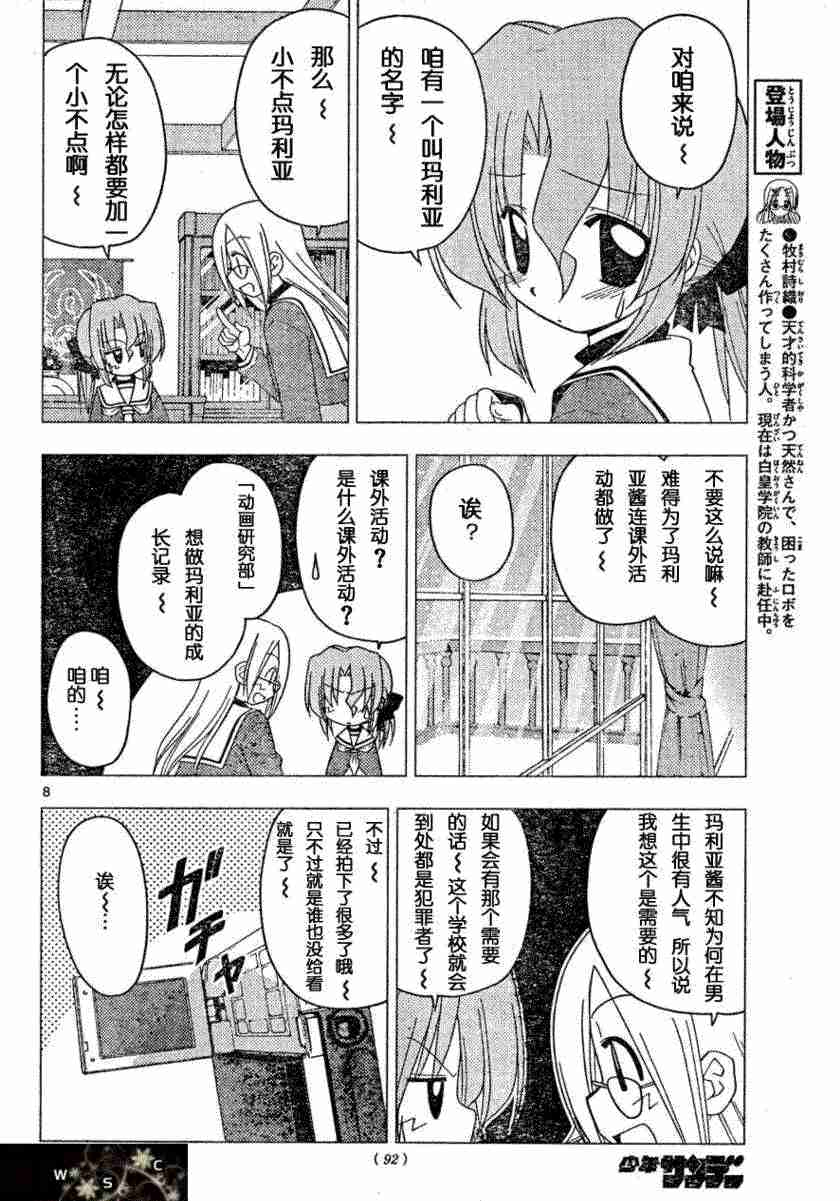 登場人物
とうじょうじんぶつ
●牧村詩織●天才的科学者かつ天然さんで、困ったロボを
たくさん作ってしまう人。現在は白皇学院の教師に赴任中。
对咱来说～
咱有一个叫玛利亚
的名字～
那么～
小不点玛利亚
无论怎样都要加一
个小不点啊～
不要这么说嘛～
难得为了玛利
亚酱连课外活
动都做了～
诶？
课外活动？
是什么课外活动？
「动画研究部」
想做玛利亚的成
长记录～
咱～
咱的…
8
玛利亚酱不知为何在男
生中很有人气 所以说
我想这个是需要的～
如果会有那个需要
的话～这个学校就会
到处都是犯罪者了～
不过～
已经拍下了很多了哦～
只不过就是谁也没给看
就是了～
ガチャ
诶～…
(92)
少年サンデー
W S C